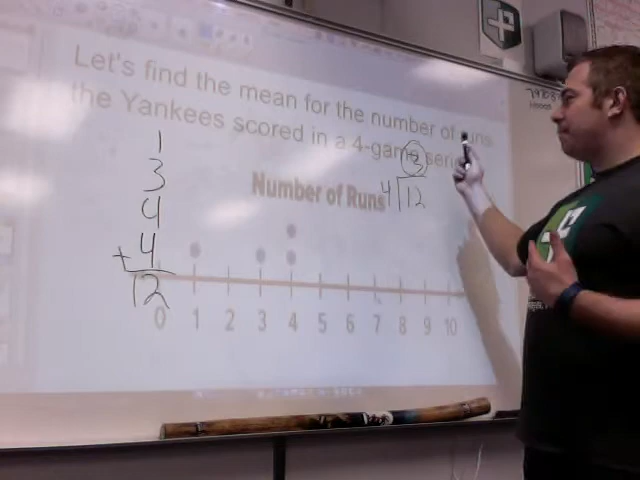 Let's find the mean for the number of runs
the Yankees scored in a 4-game series
1
3
4
+ 4
12
Number of Runs
3
4 12
0 1 2 3 4 5 6 7 8 9 10